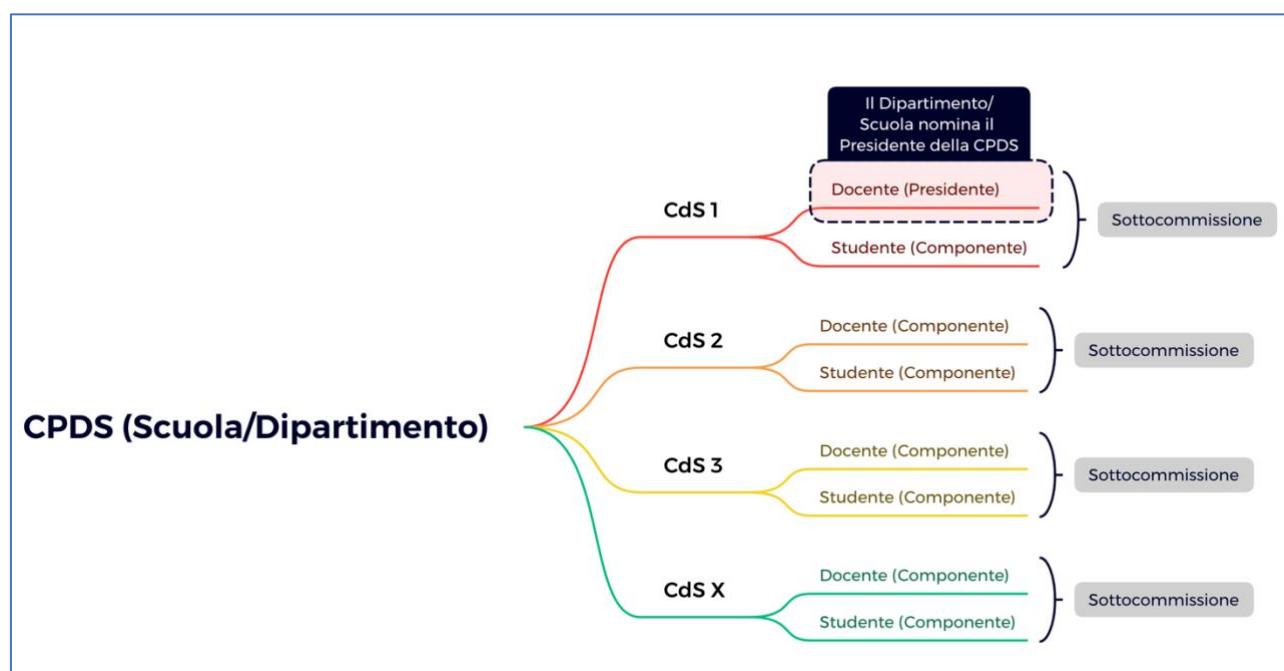 Il Dipartimento/
Scuola nomina il
Presidente della CPDS
CdS 1
Docente (Presidente)
Studente (Componente)
Sottocommissione
CdS 2
Docente (Componente)
Studente (Componente)
Sottocommissione
CPDS (Scuola/Dipartimento)
CdS 3
Docente (Componente)
Studente (Componente)
Sottocommissione
CdS X
Docente (Componente)
Studente (Componente)
Sottocommissione